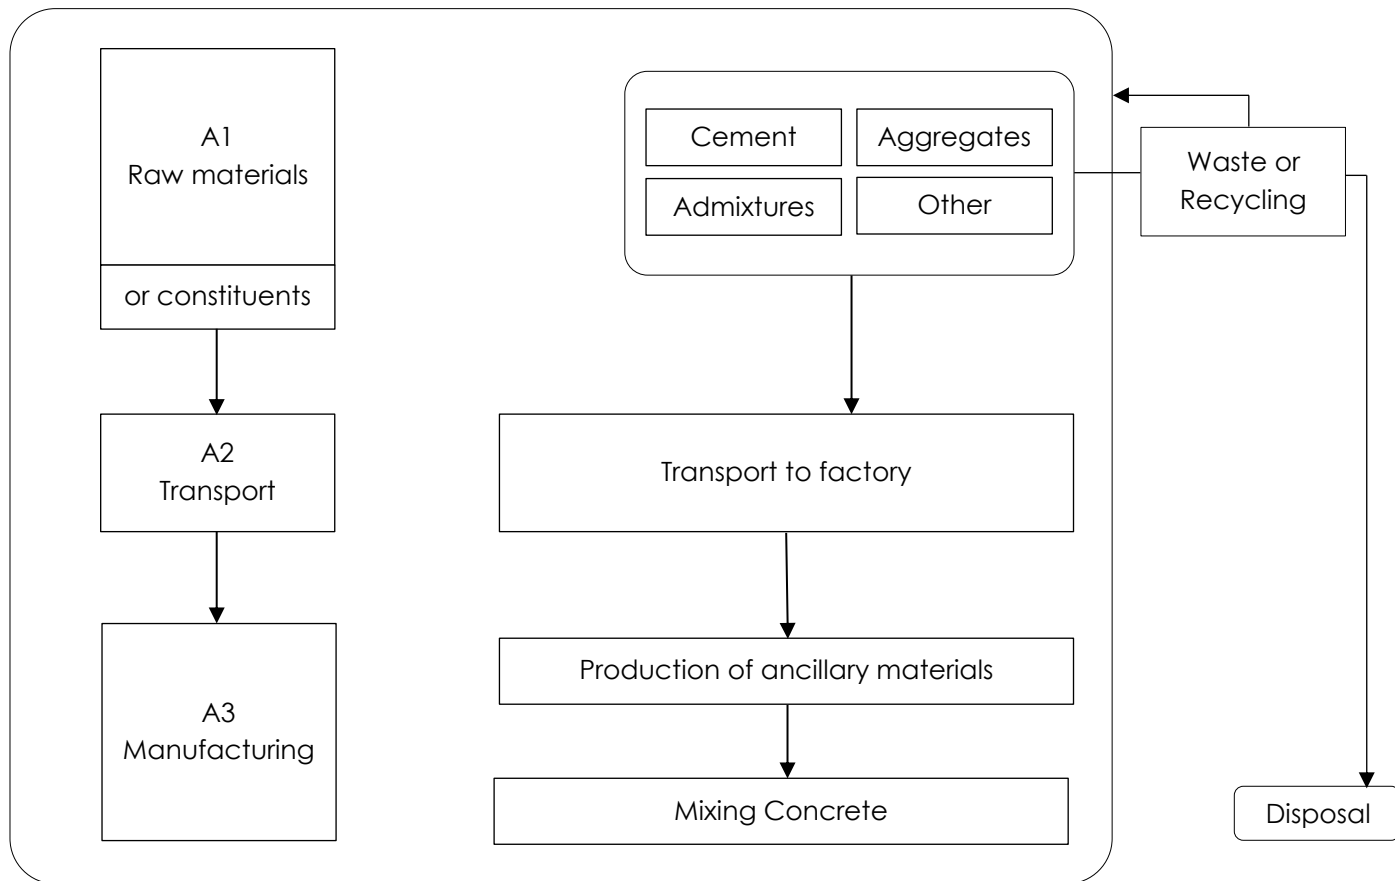 A1
Raw materials
or constituents
A2
Transport
A3
Manufacturing
Cement
Aggregates
Admixtures
Other
Transport to factory
Production of ancillary materials
Mixing Concrete
Waste or
Recycling
Disposal